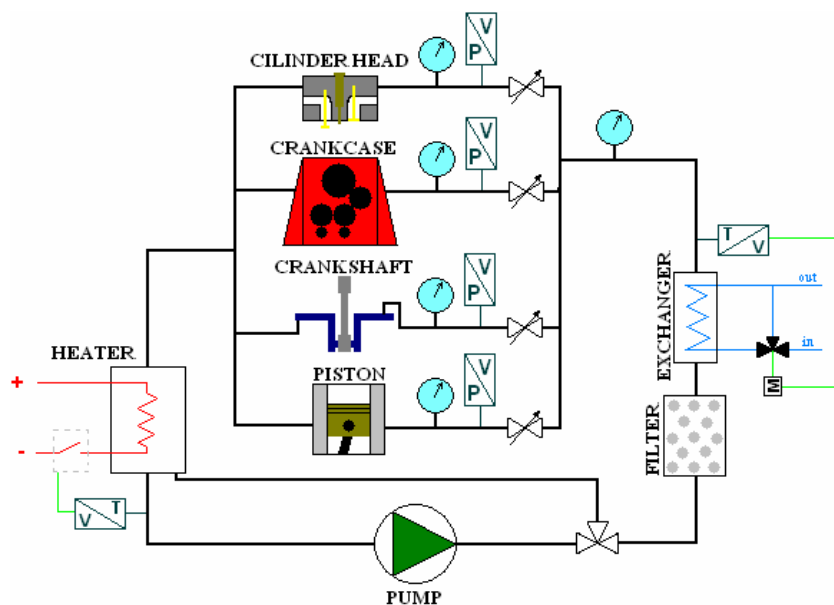 CILINDER HEAD
V
P
CRANKCASE
V
P
CRANKSHAFT
V
P
T
V
out
EXCHANGER
in
HEATER
PISTON
V
P
+
M
FILTER
-
V
T
PUMP